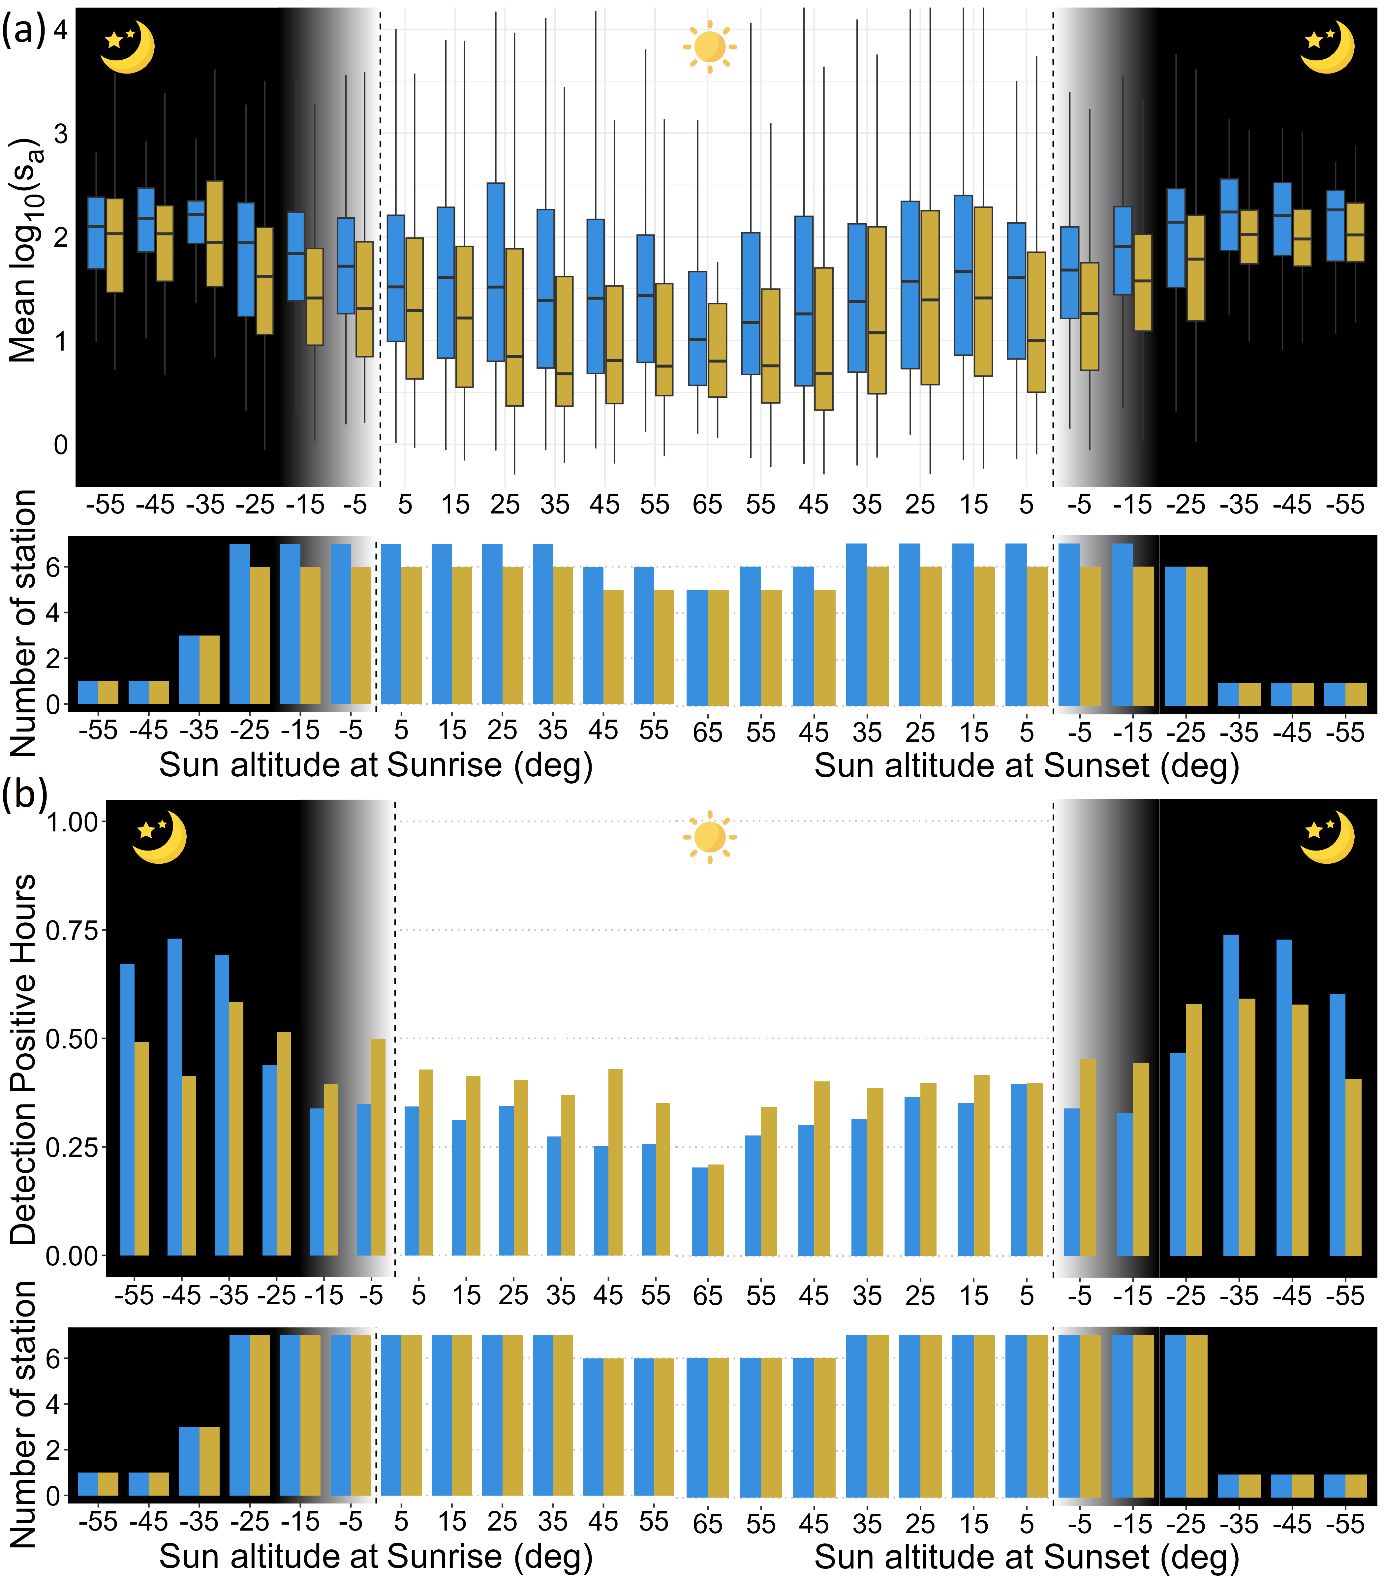 (a)
Mean log10(sa)
4
3
2
1
0
-55 -45 -35 -25 -15 -5 5 15 25 35 45 55 65 55 45 35 25 15 5 -5 -15 -25 -35 -45 -55
Number of station
6
4
2
0
-55 -45 -35 -25 -15 -5 5 15 25 35 45 55 65 55 45 35 25 15 5 -5 -15 -25 -35 -45 -55
Sun altitude at Sunrise (deg) Sun altitude at Sunset (deg)
(b)
Detection Positive Hours
1.00
0.75
0.50
0.25
0.00
-55 -45 -35 -25 -15 -5 5 15 25 35 45 55 65 55 45 35 25 15 5 -5 -15 -25 -35 -45 -55
Number of station
6
4
2
0
-55 -45 -35 -25 -15 -5 5 15 25 35 45 55 65 55 45 35 25 15 5 -5 -15 -25 -35 -45 -55
Sun altitude at Sunrise (deg) Sun altitude at Sunset (deg)